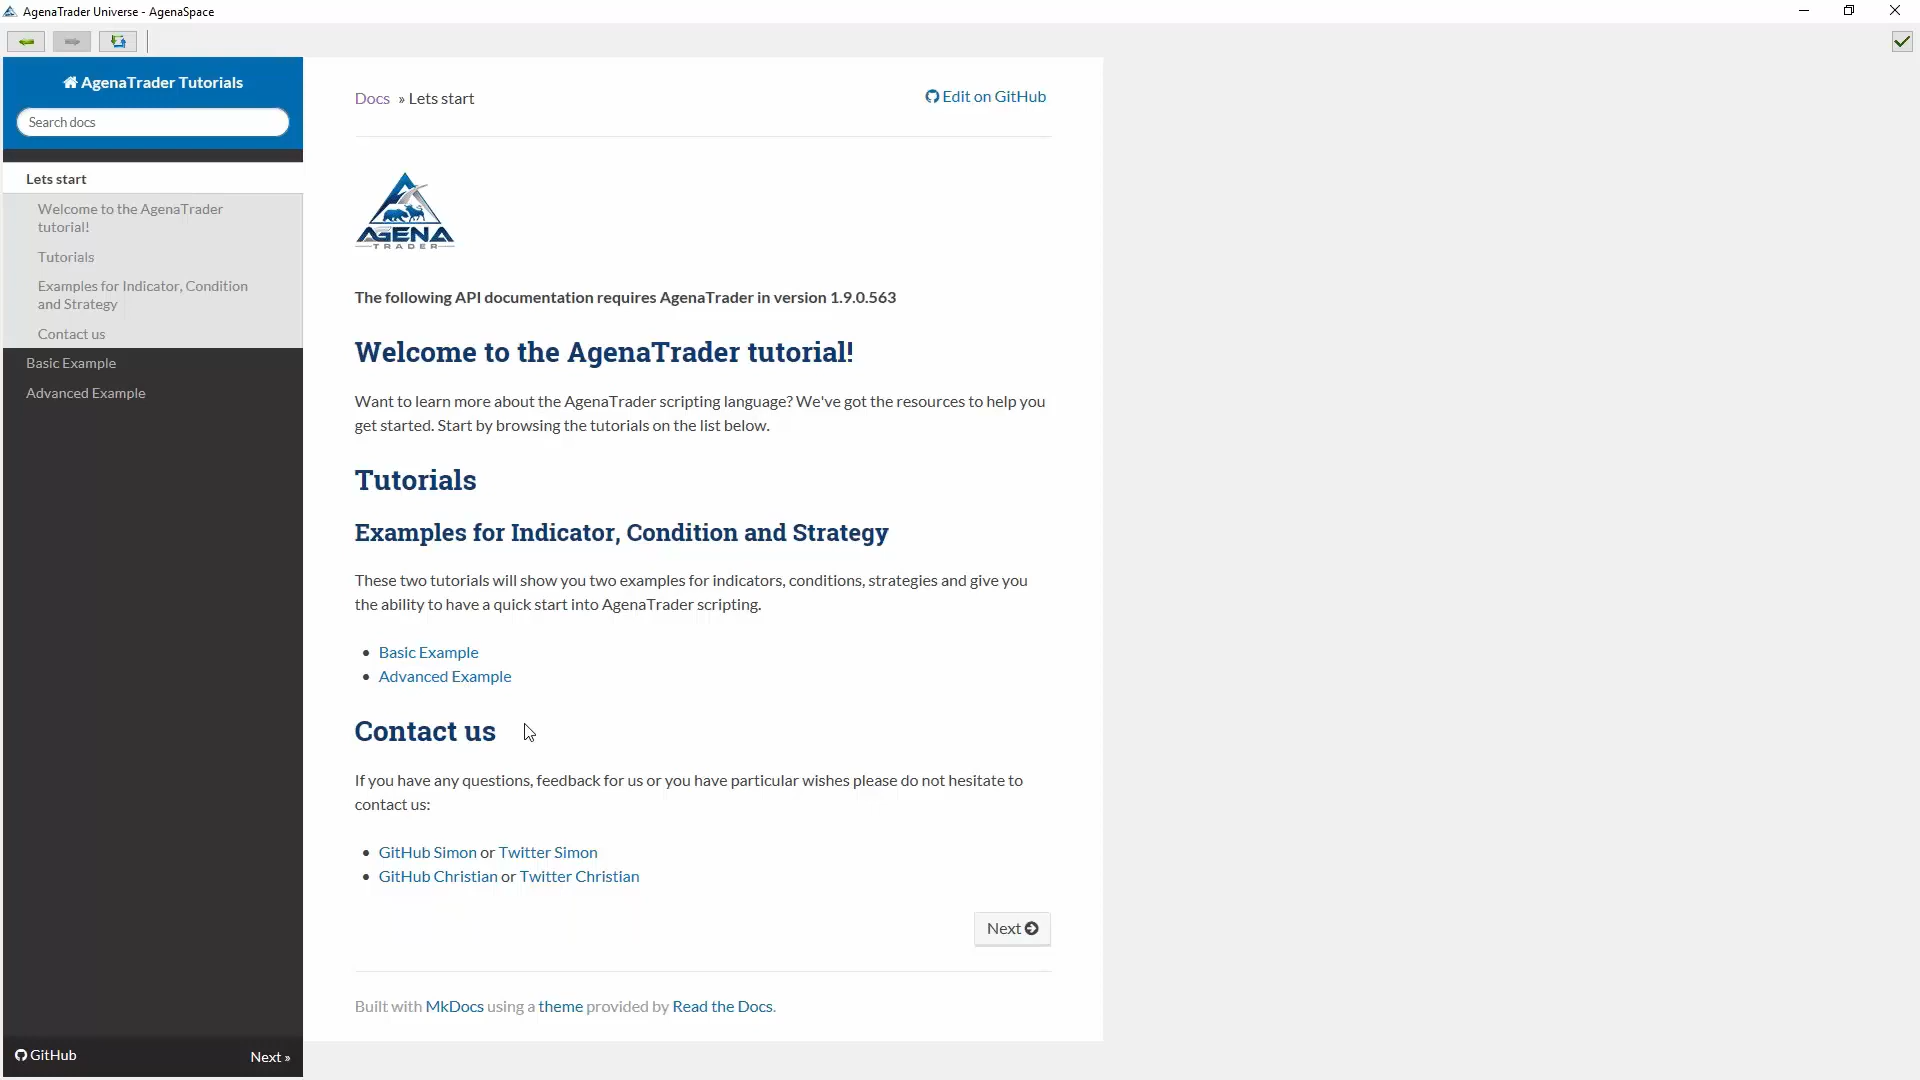 AgenaTrader Universe - AgenaSpace
AgenaTrader Tutorials
Search docs
Lets start
Welcome to the AgenaTrader
tutorial!
Tutorials
Examples for Indicator, Condition
and Strategy
Contact us
Basic Example
Advanced Example
GitHub
Next »
Docs » Lets start
Edit on GitHub
AGENA
TRADER
The following API documentation requires AgenaTrader in version 1.9.0.563
Welcome to the AgenaTrader tutorial!
Want to learn more about the AgenaTrader scripting language? We've got the resources to help you
get started. Start by browsing the tutorials on the list below.
Tutorials
Examples for Indicator, Condition and Strategy
These two tutorials will show you two examples for indicators, conditions, strategies and give you
the ability to have a quick start into AgenaTrader scripting.
• Basic Example
• Advanced Example
Contact us
If you have any questions, feedback for us or you have particular wishes please do not hesitate to
contact us:
• GitHub Simon or Twitter Simon
• GitHub Christian or Twitter Christian
Next
Built with MkDocs using a theme provided by Read the Docs.